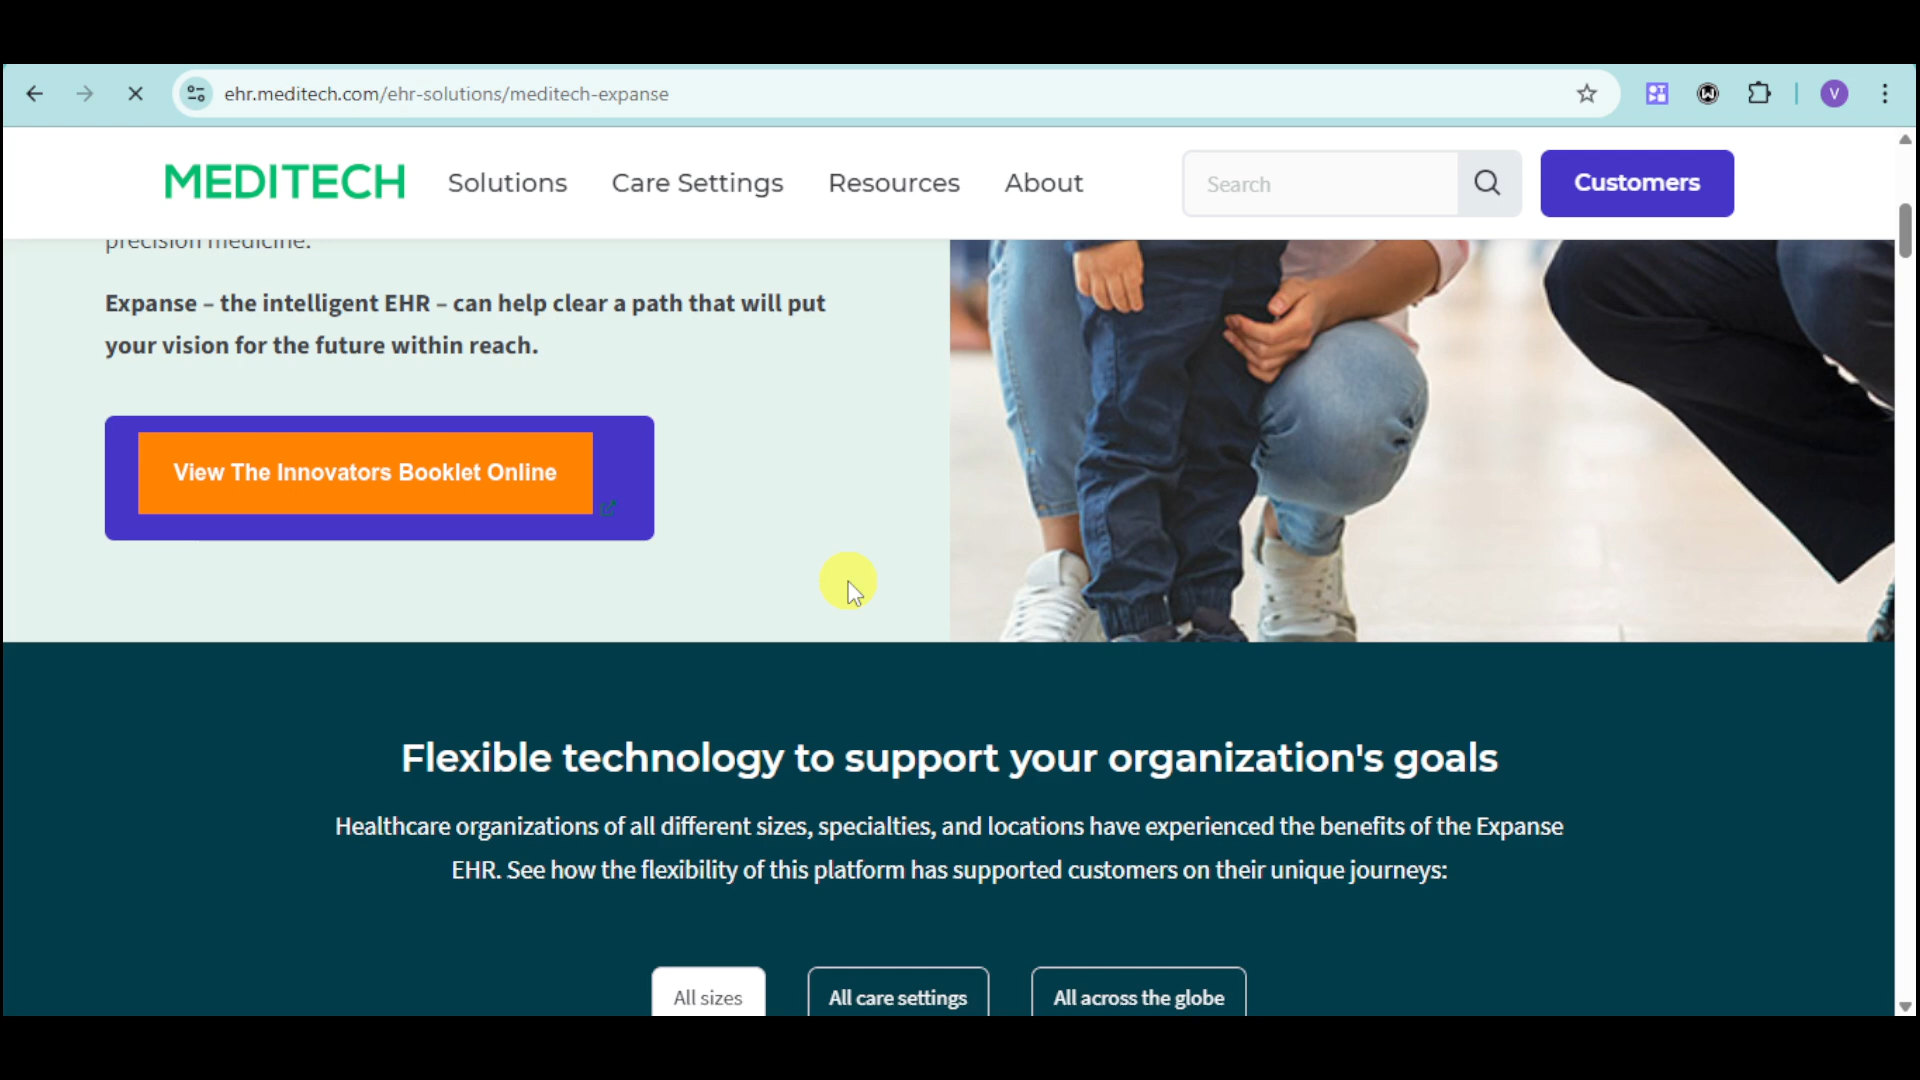 ehr.meditech.com/ehr-solutions/meditech-expanse
V
MEDITECH
Solutions
Care Settings
Resources
About
Search
Customers
precision medicine.
Expanse – the intelligent EHR – can help clear a path that will put
your vision for the future within reach.
View The Innovators Booklet Online
Flexible technology to support your organization's goals
Healthcare organizations of all different sizes, specialties, and locations have experienced the benefits of the Expanse
EHR. See how the flexibility of this platform has supported customers on their unique journeys:
All sizes
All care settings
All across the globe